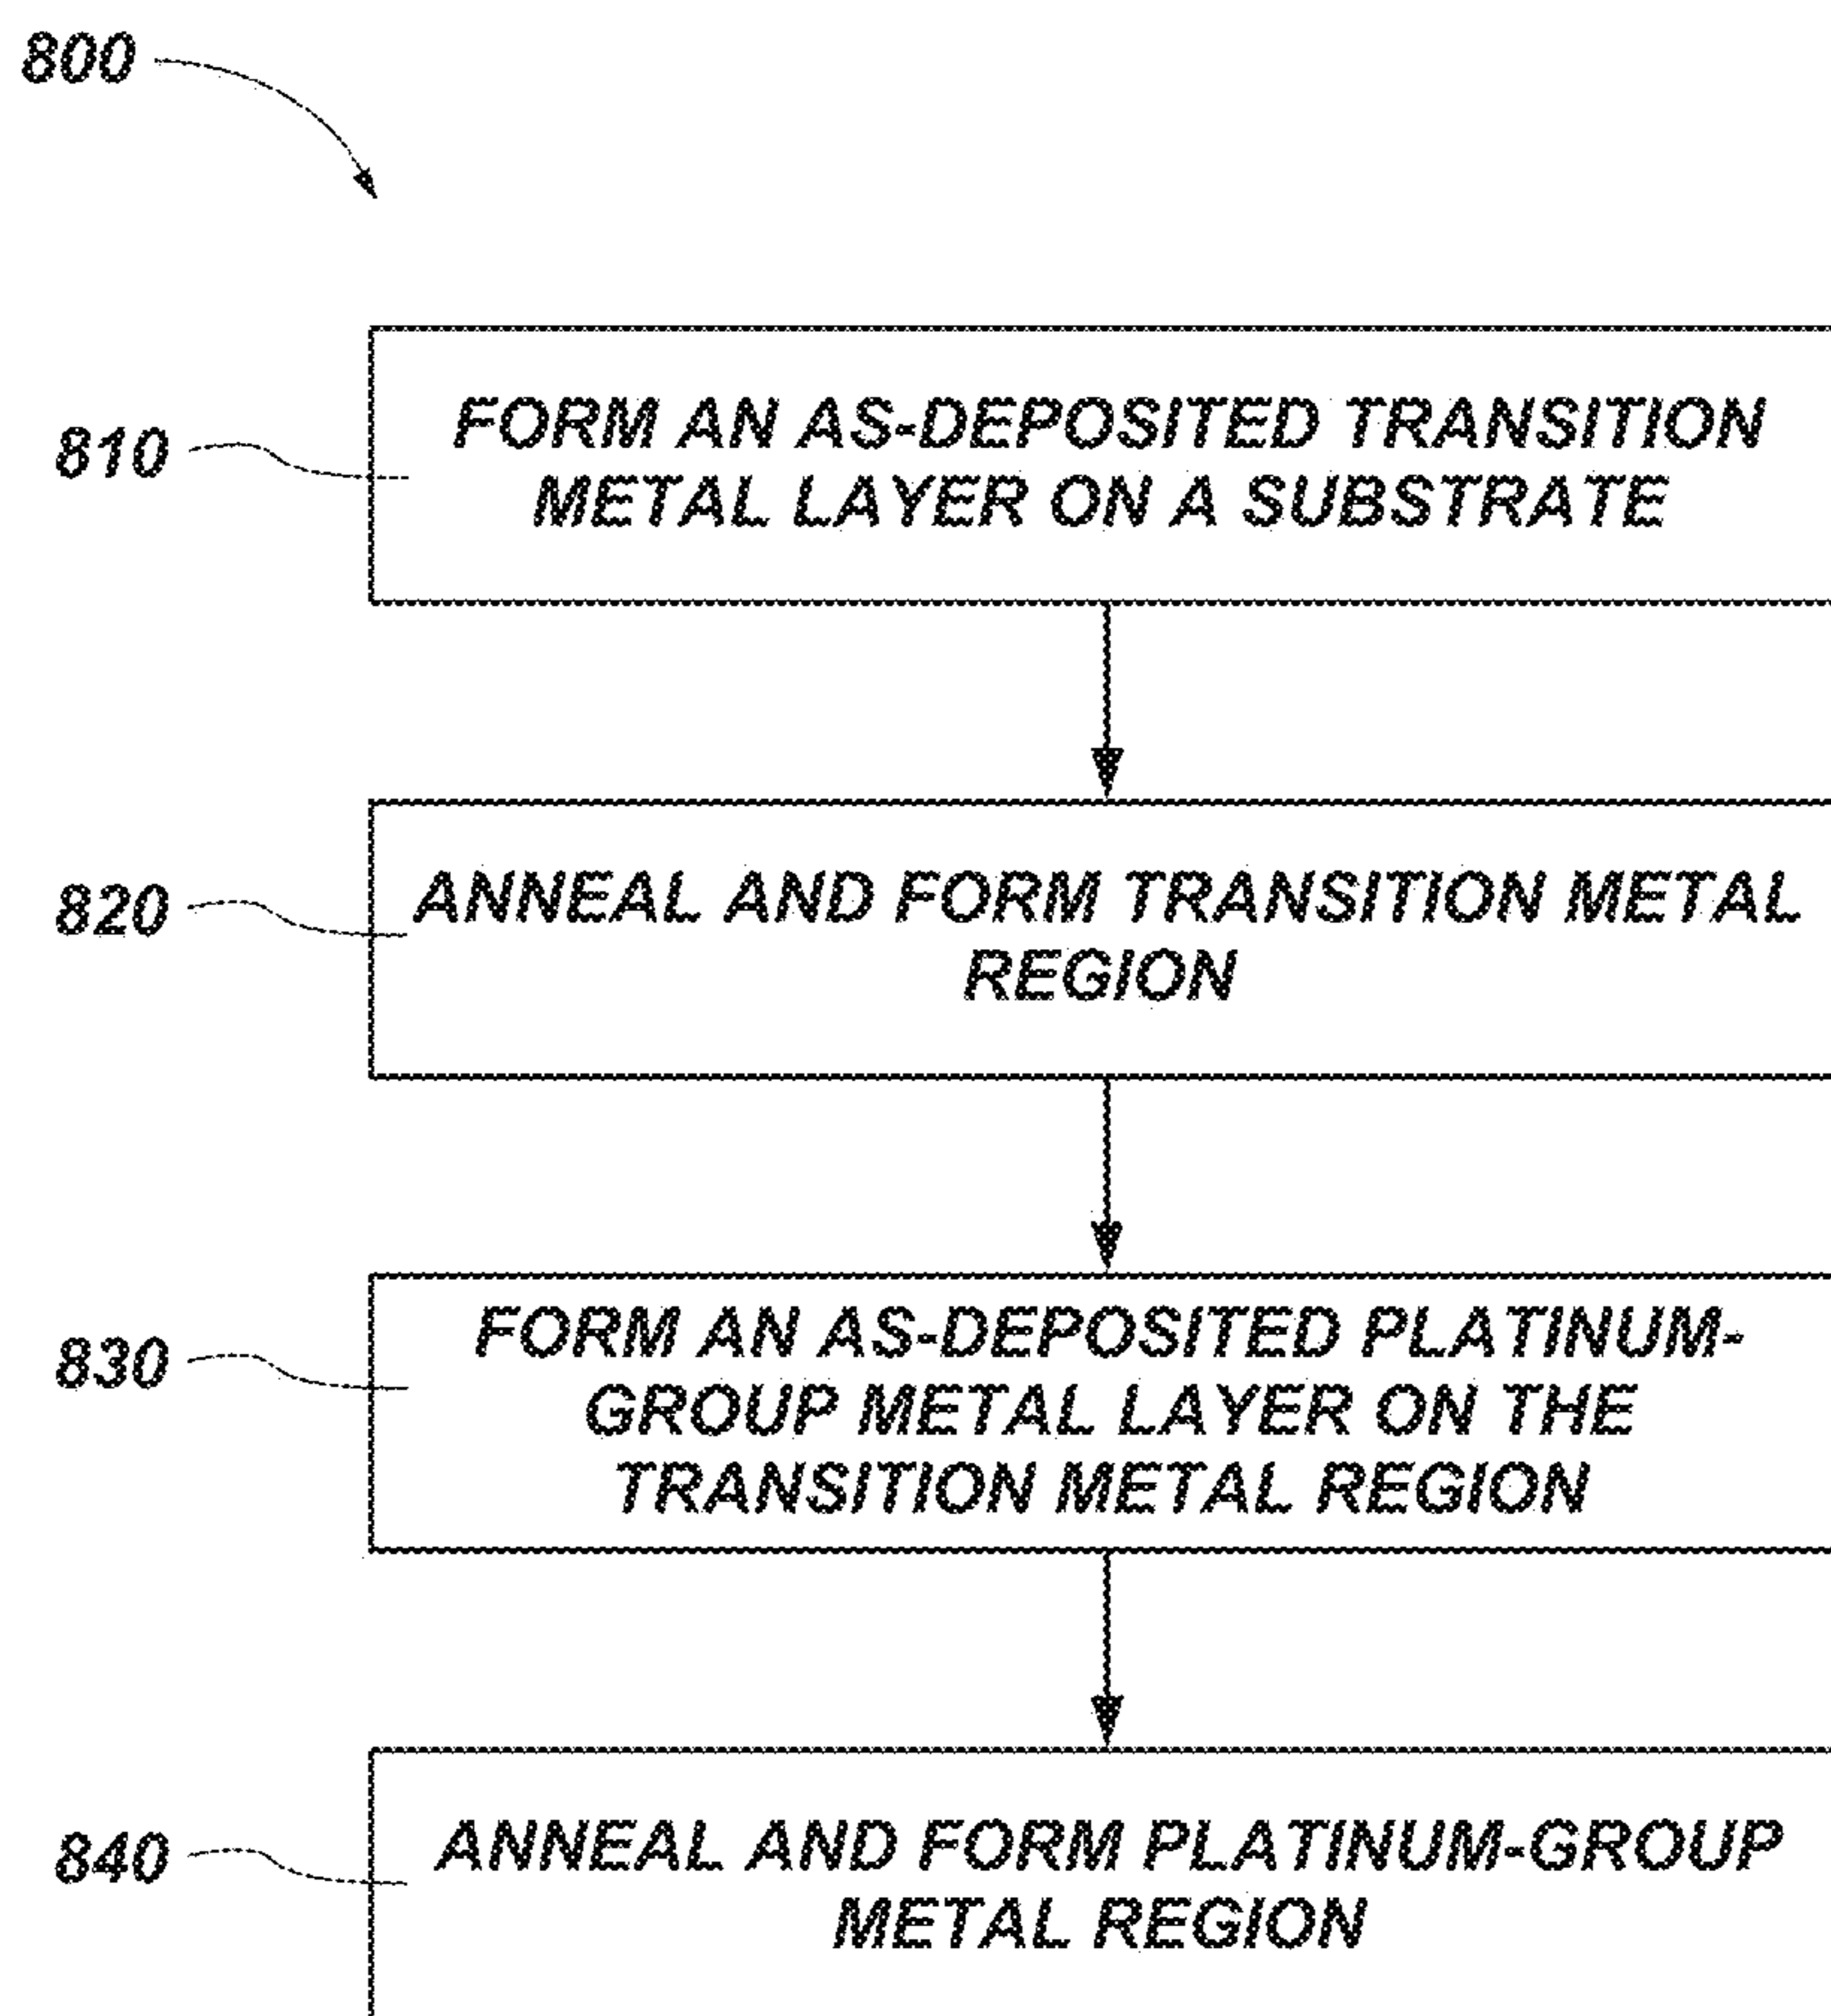 800
810
FORM AN AS-DEPOSITED TRANSITION
METAL LAYER ON A SUBSTRATE
820
ANNEAL AND FORM TRANSITION METAL
REGION
830
FORM AN AS-DEPOSITED PLATINUM-
GROUP METAL LAYER ON THE
TRANSITION METAL REGION
840
ANNEAL AND FORM PLATINUM-GROUP
METAL REGION